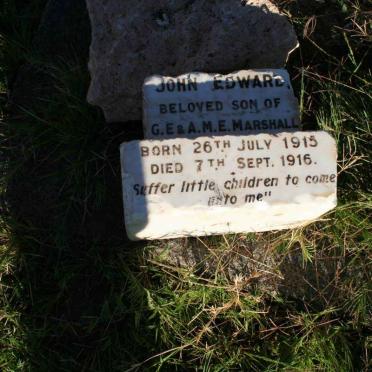 JOHN EDWARD,
BELOVED SON OF
G.E & A.M.E. MARSHALL
BORN 26TH JULY 1915
DIED 7TH SEPT. 1916.
Suffer little children to come
unto me"